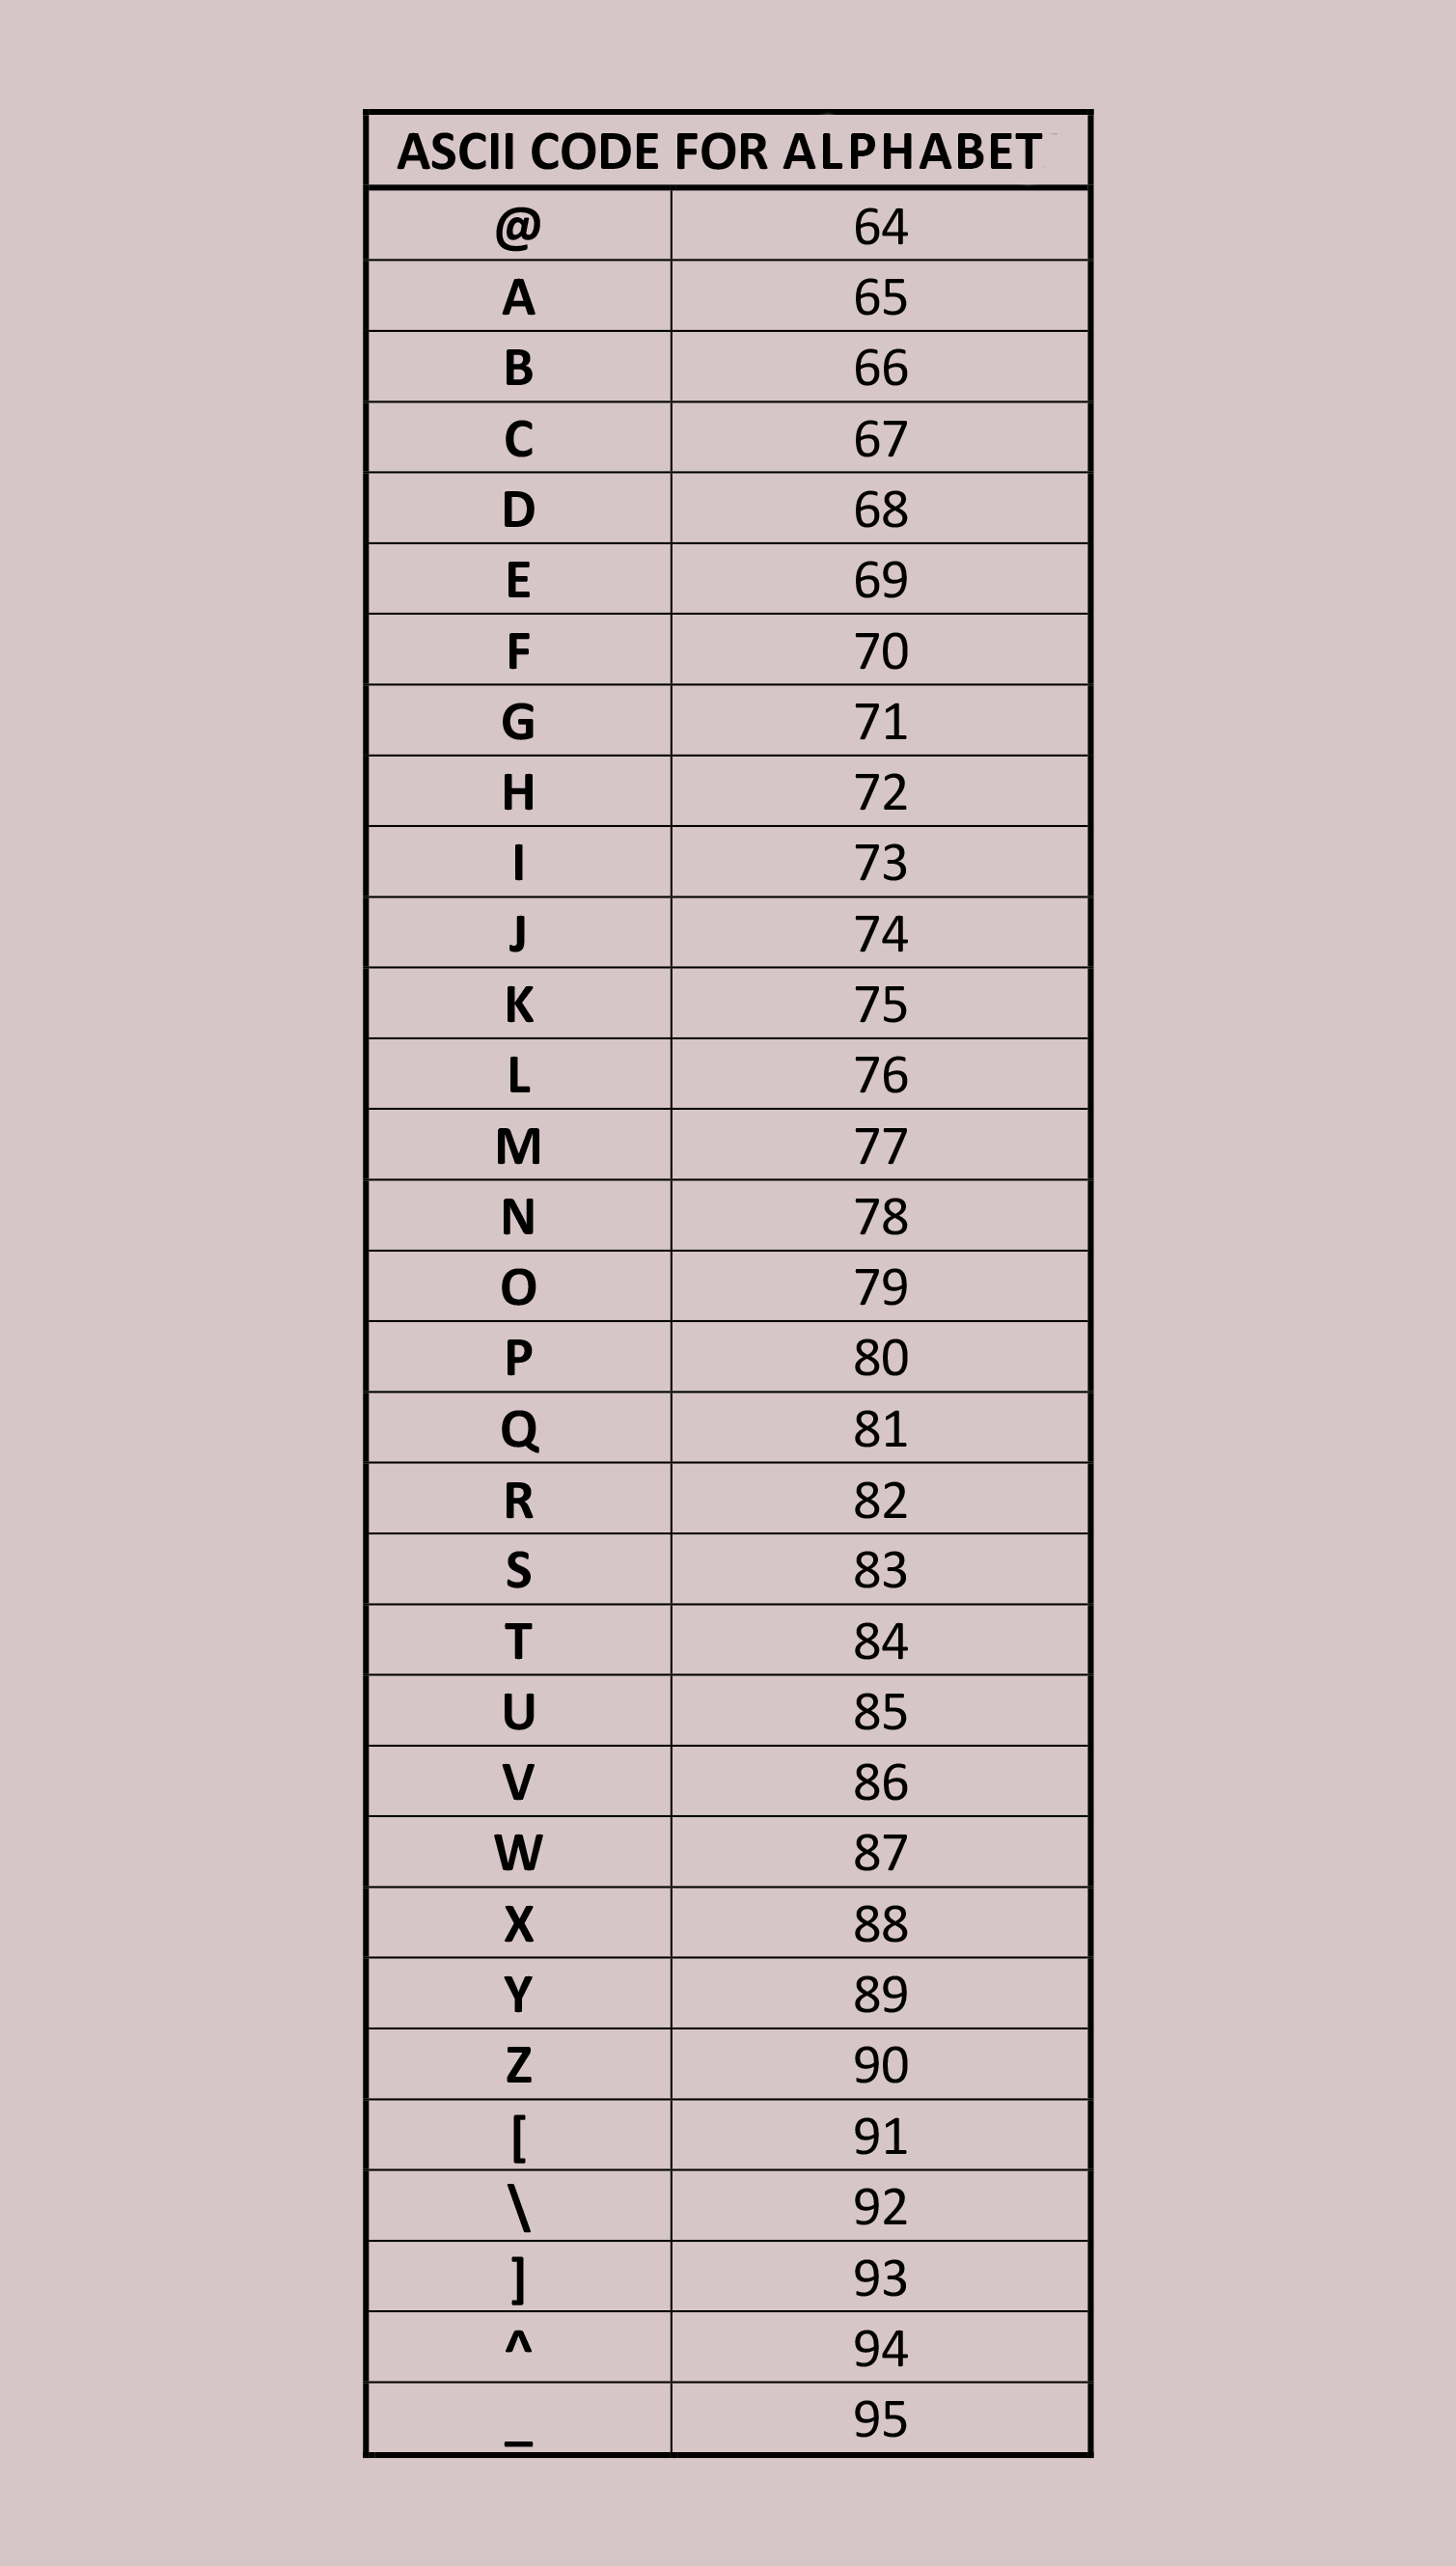 ASCII CODE FOR ALPHABET
@ 64
A 65
B 66
C 67
D 68
E 69
F 70
G 71
H 72
I 73
J 74
K 75
L 76
M 77
N 78
O 79
P 80
Q 81
R 82
S 83
T 84
U 85
V 86
W 87
X 88
Y 89
Z 90
[ 91
\ 92
] 93
^ 94
_ 95